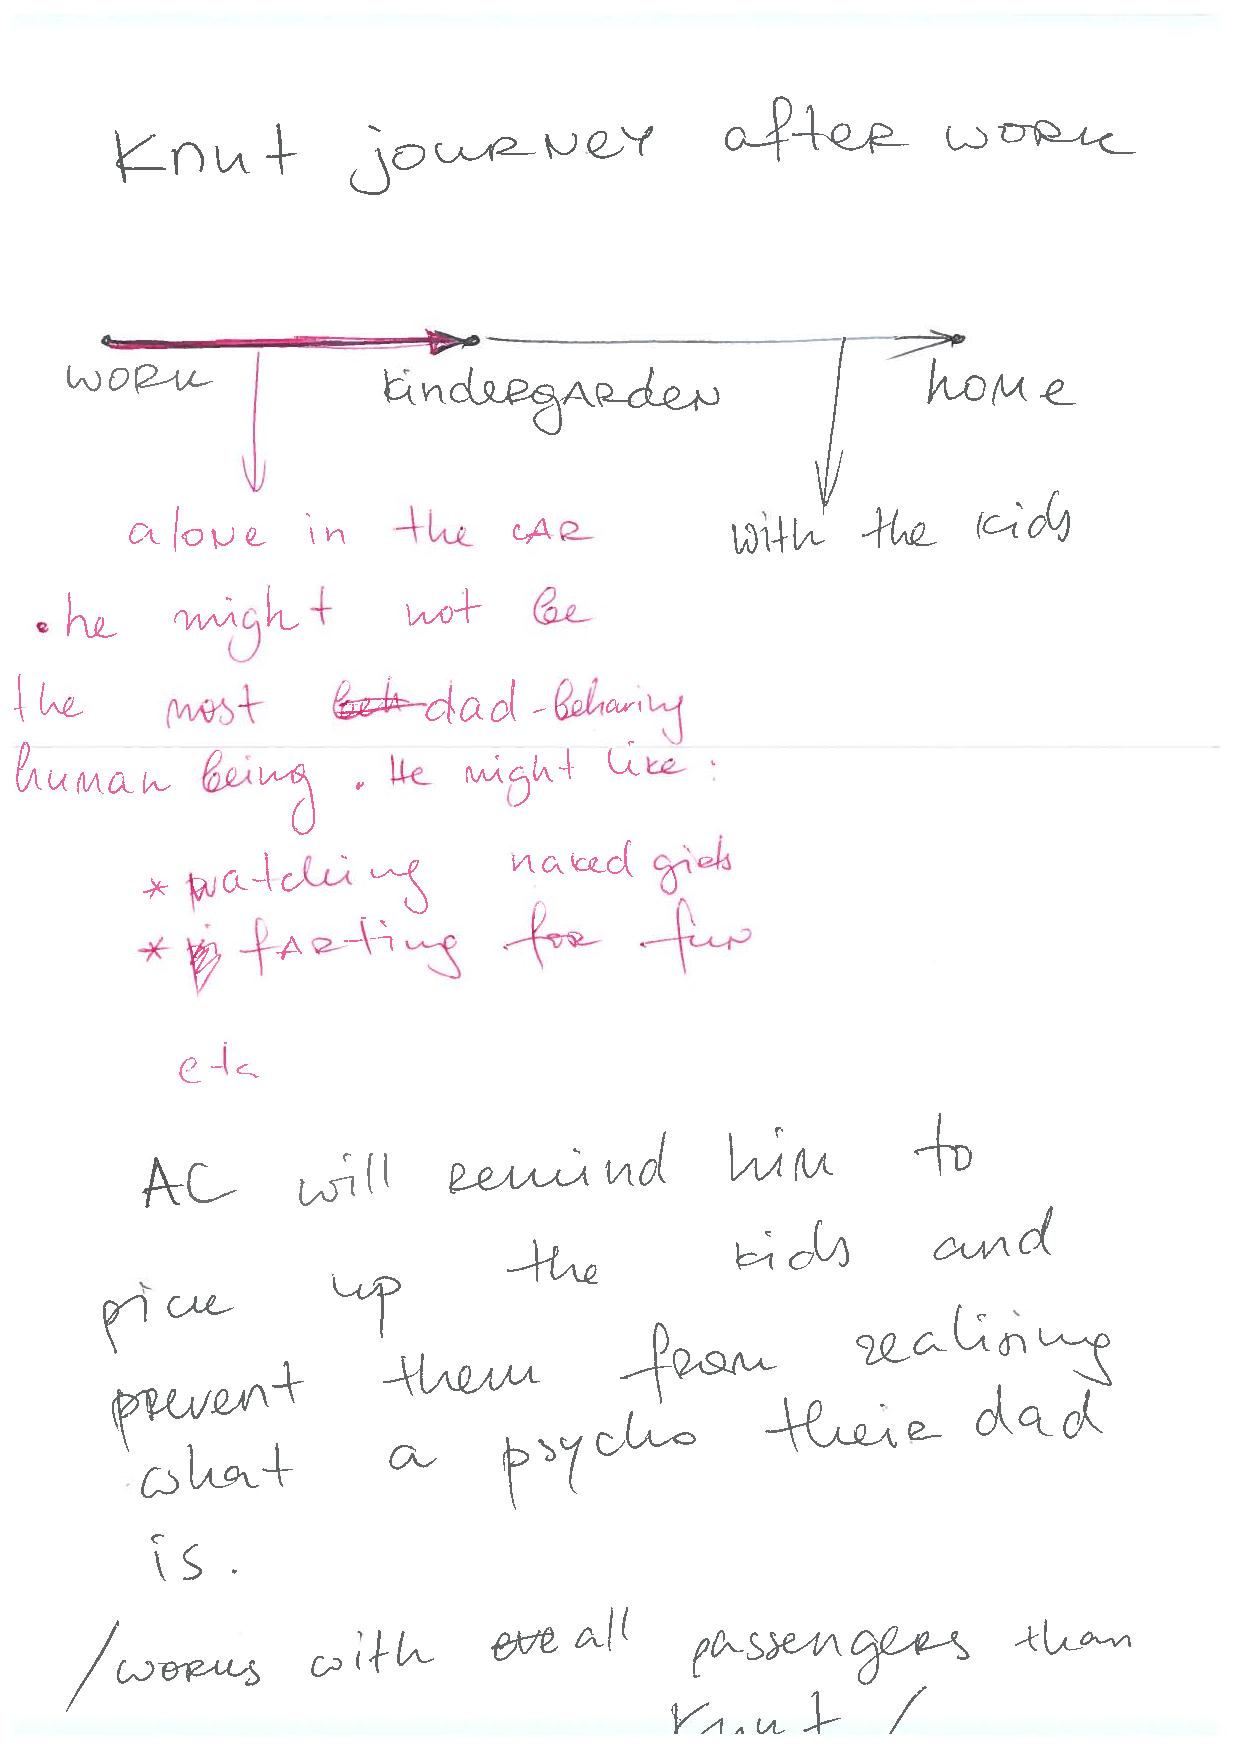 Knut journey after work
work kindergarden home
alone in the car with the kids
• he might not be
the most beh dad-behaving
human being. He might like:
* watching naked girls
* farting for fun
etc
AC will remind him to
pick up the kids and
prevent them from realising
what a psycho their dad
is.
/works with eve all passengers than
Knut/